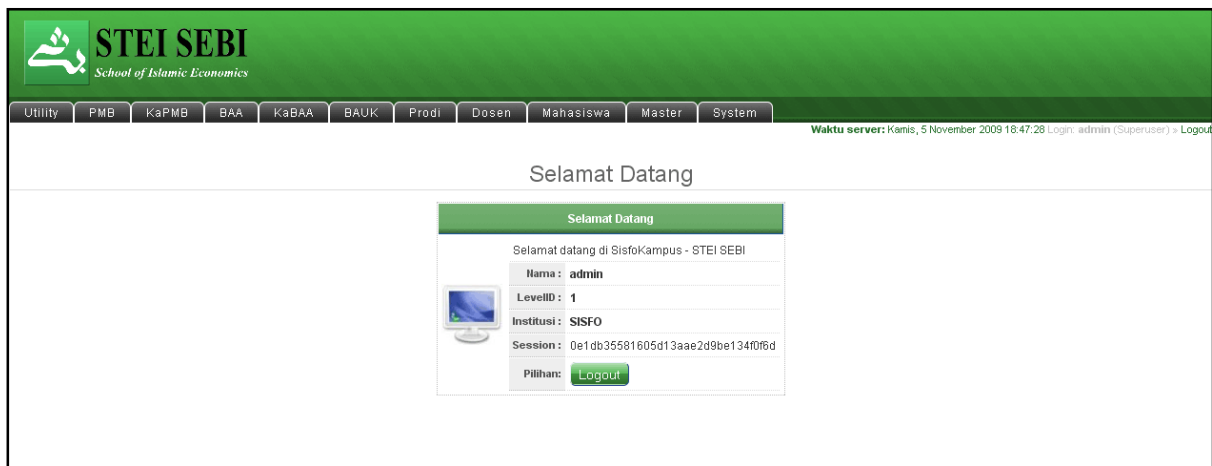 STEI SEBI
School of Islamic Economics
Utility PMB KaPMB BAA KaBAA BAUK Prodi Dosen Mahasiswa Master System
Waktu server: Kamis, 5 November 2009 18:47:28 Login: admin (Superuser) » Logout
Selamat Datang
Selamat Datang
Selamat datang di SisfoKampus - STEI SEBI
Nama : admin
LevelID : 1
Institusi : SISFO
Session : 0e1db35581605d13aae2d9be134f0f6d
Pilihan: Logout